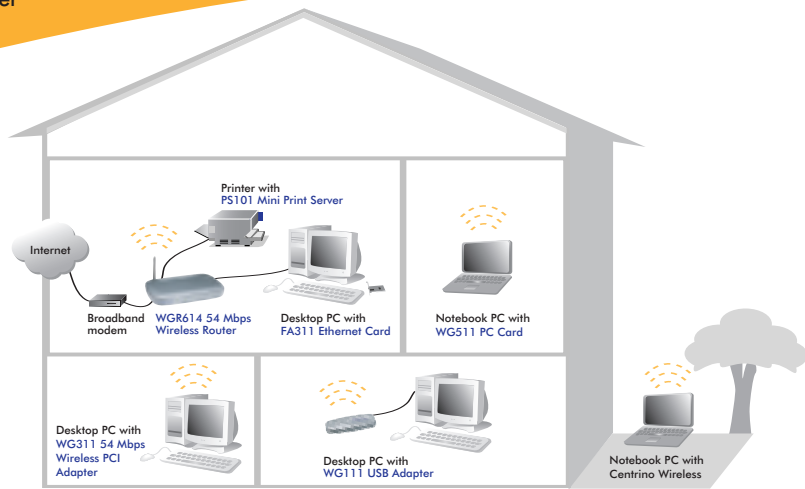 Printer with
PS101 Mini Print Server
Internet
Broadband
modem
WGR614 54 Mbps
Wireless Router
Desktop PC with
FA311 Ethernet Card
Notebook PC with
WG511 PC Card
Desktop PC with
WG311 54 Mbps
Wireless PCI
Adapter
Desktop PC with
WG111 USB Adapter
Notebook PC with
Centrino Wireless